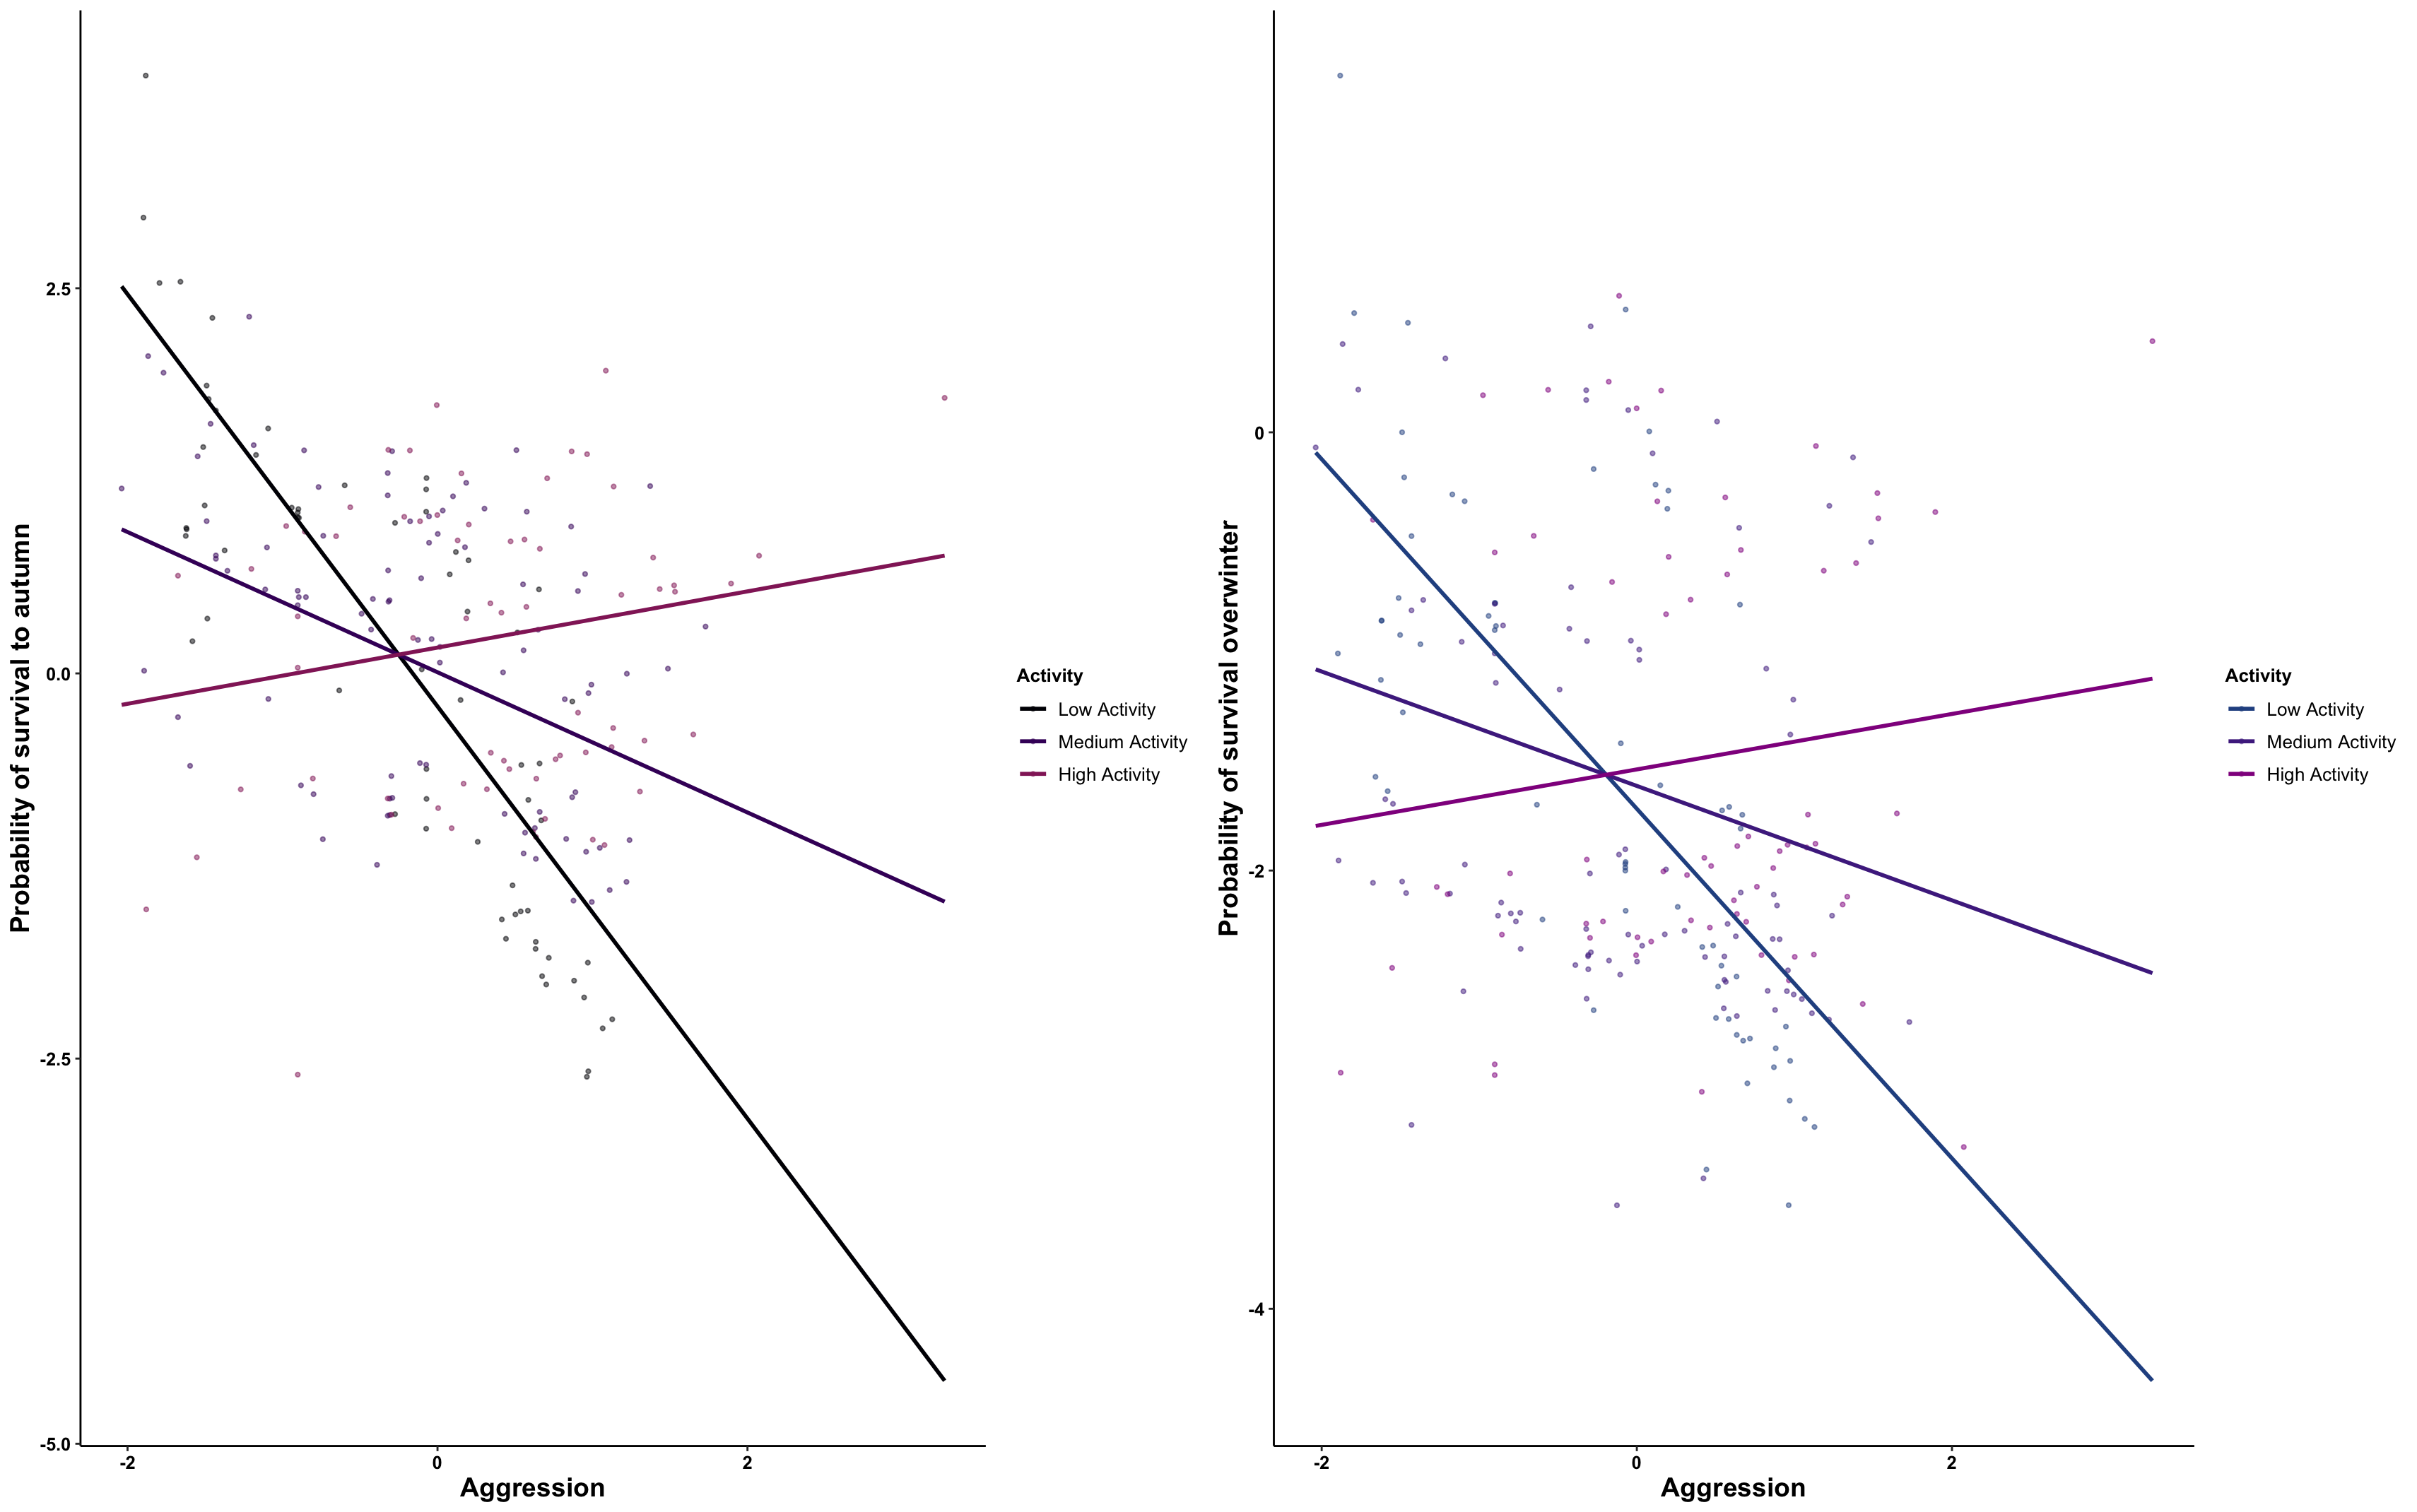 Probability of survival to autumn
2.5
0.0
-2.5
-5.0
-2
0
2
Aggression
Activity
Low Activity
Medium Activity
High Activity
Probability of survival overwinter
0
-2
-4
-2
0
2
Aggression
Activity
Low Activity
Medium Activity
High Activity